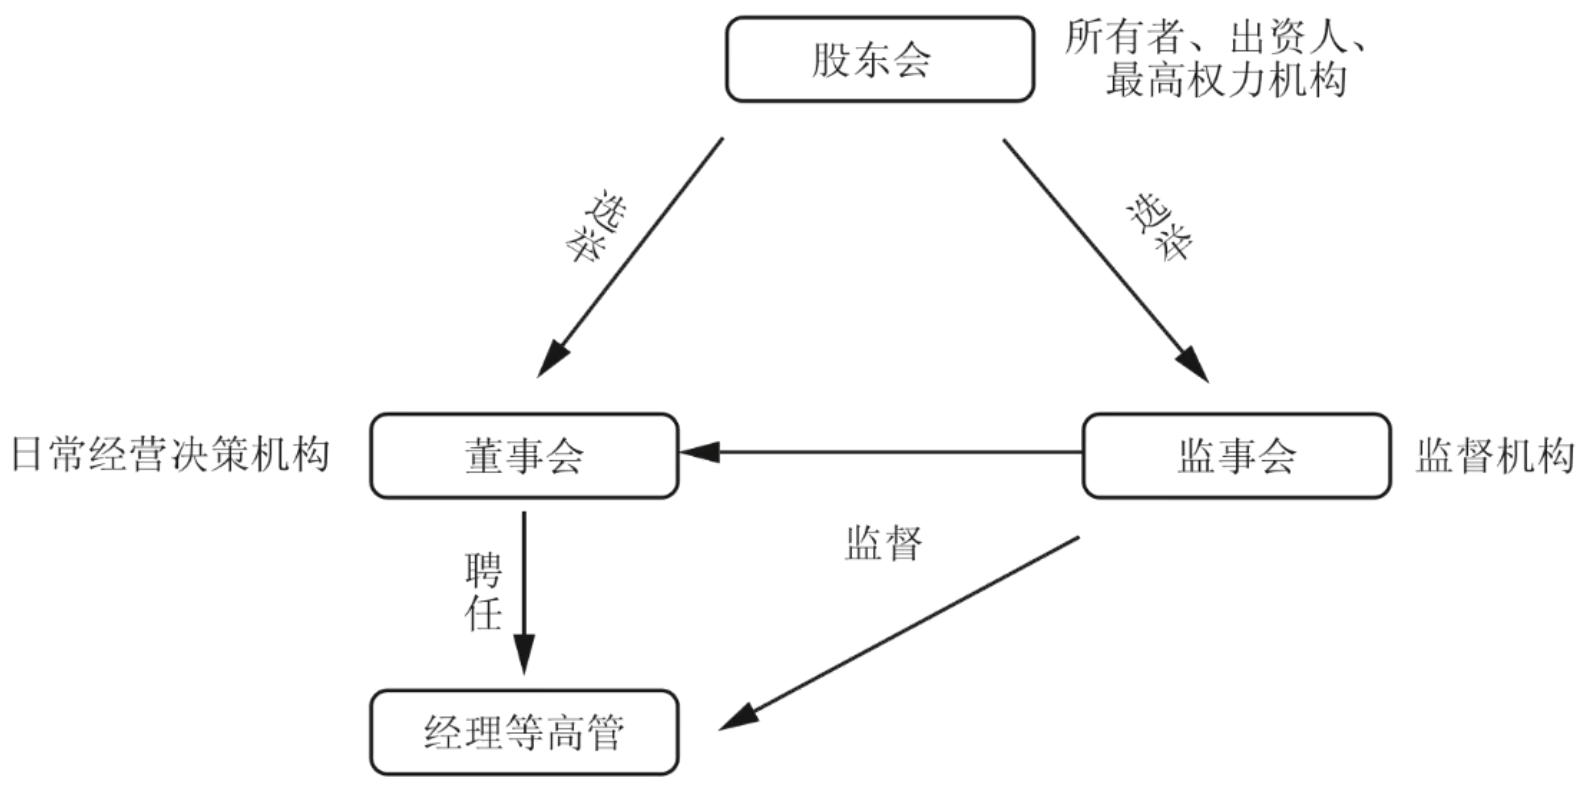 股东会
所有者、出资人、
最高权力机构
选举
选举
日常经营决策机构
董事会
监事会
监督机构
监督
聘任
经理等高管